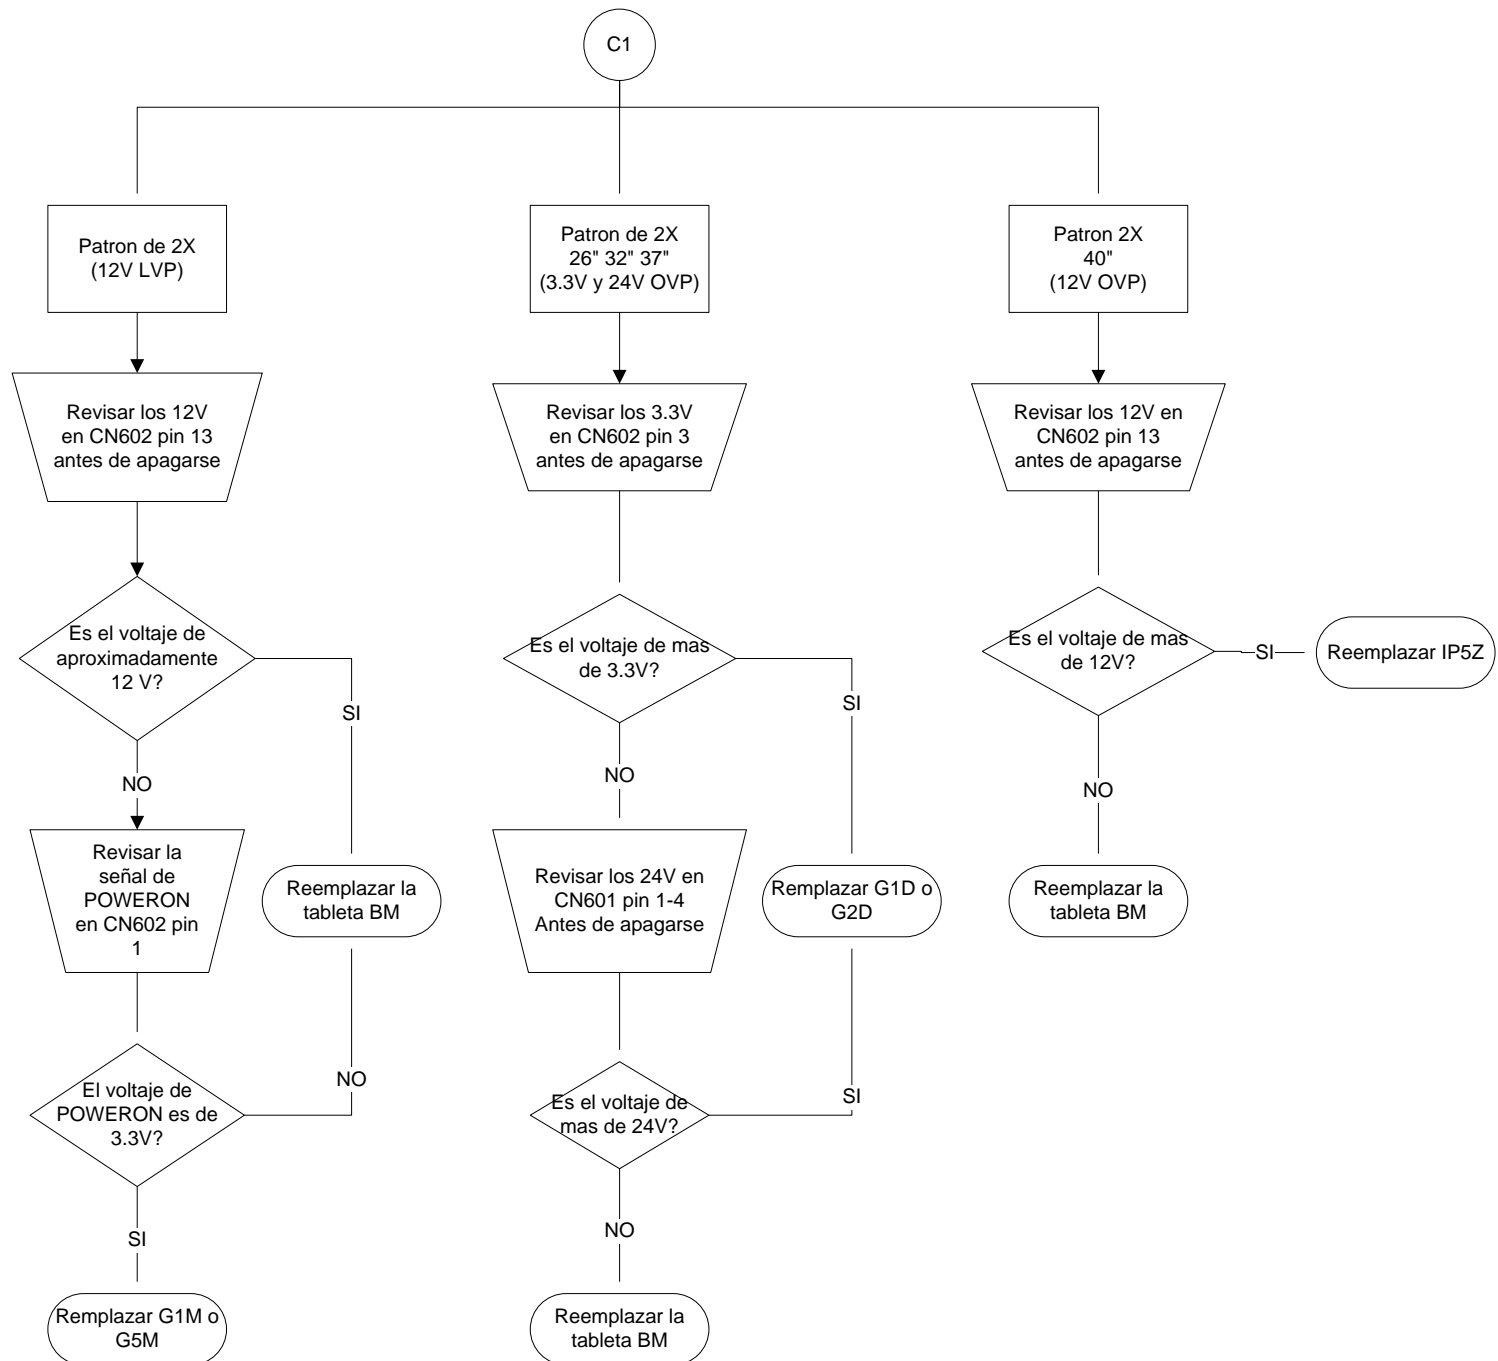 C1
Patron de 2X
(12V LVP)
Patron de 2X
26" 32" 37"
(3.3V y 24V OVP)
Patron 2X
40"
(12V OVP)
Revisar los 12V
en CN602 pin 13
antes de apagarse
Revisar los 3.3V
en CN602 pin 3
antes de apagarse
Revisar los 12V en
CN602 pin 13
antes de apagarse
Es el voltaje de
aproximadamente
12 V?
Es el voltaje de mas
de 3.3V?
Es el voltaje de mas
de 12V?
SI
Reemplazar IP5Z
SI
SI
NO
NO
NO
Revisar la
señal de
POWERON
en CN602 pin
1
Reemplazar la
tableta BM
Revisar los 24V en
CN601 pin 1-4
Antes de apagarse
Remplazar G1D o
G2D
Reemplazar la
tableta BM
El voltaje de
POWERON es de
3.3V?
NO
Es el voltaje de
mas de 24V?
SI
SI
NO
Remplazar G1M o
G5M
Reemplazar la
tableta BM